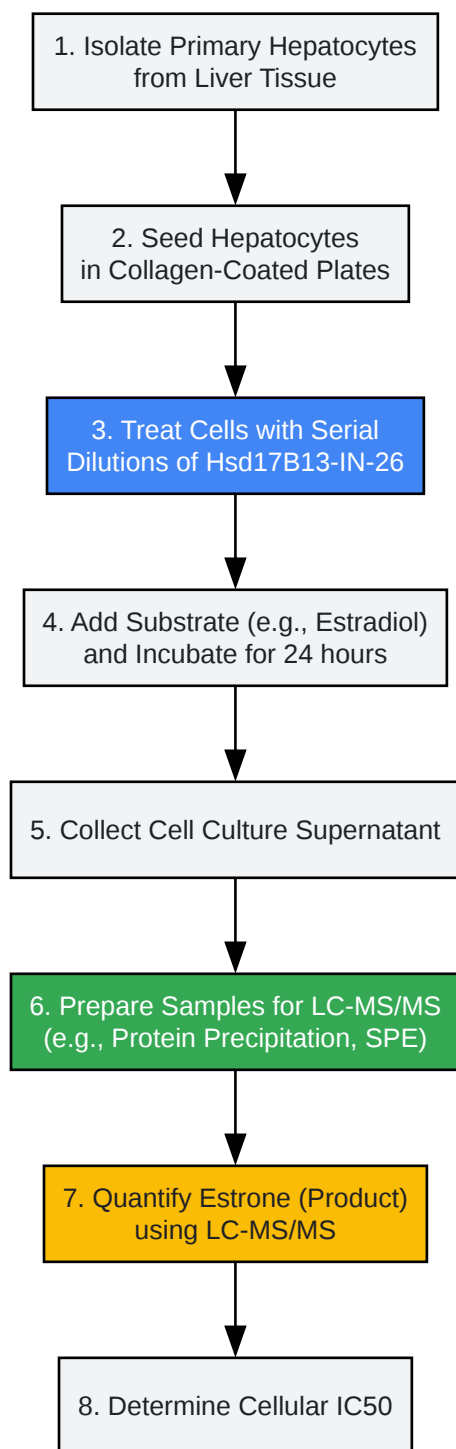 1. Isolate Primary Hepatocytes
from Liver Tissue
2. Seed Hepatocytes
in Collagen-Coated Plates
3. Treat Cells with Serial
Dilutions of Hsd17B13-IN-26
4. Add Substrate (e.g., Estradiol)
and Incubate for 24 hours
5. Collect Cell Culture Supernatant
6. Prepare Samples for LC-MS/MS
(e.g., Protein Precipitation, SPE)
7. Quantify Estrone (Product)
using LC-MS/MS
8. Determine Cellular IC50